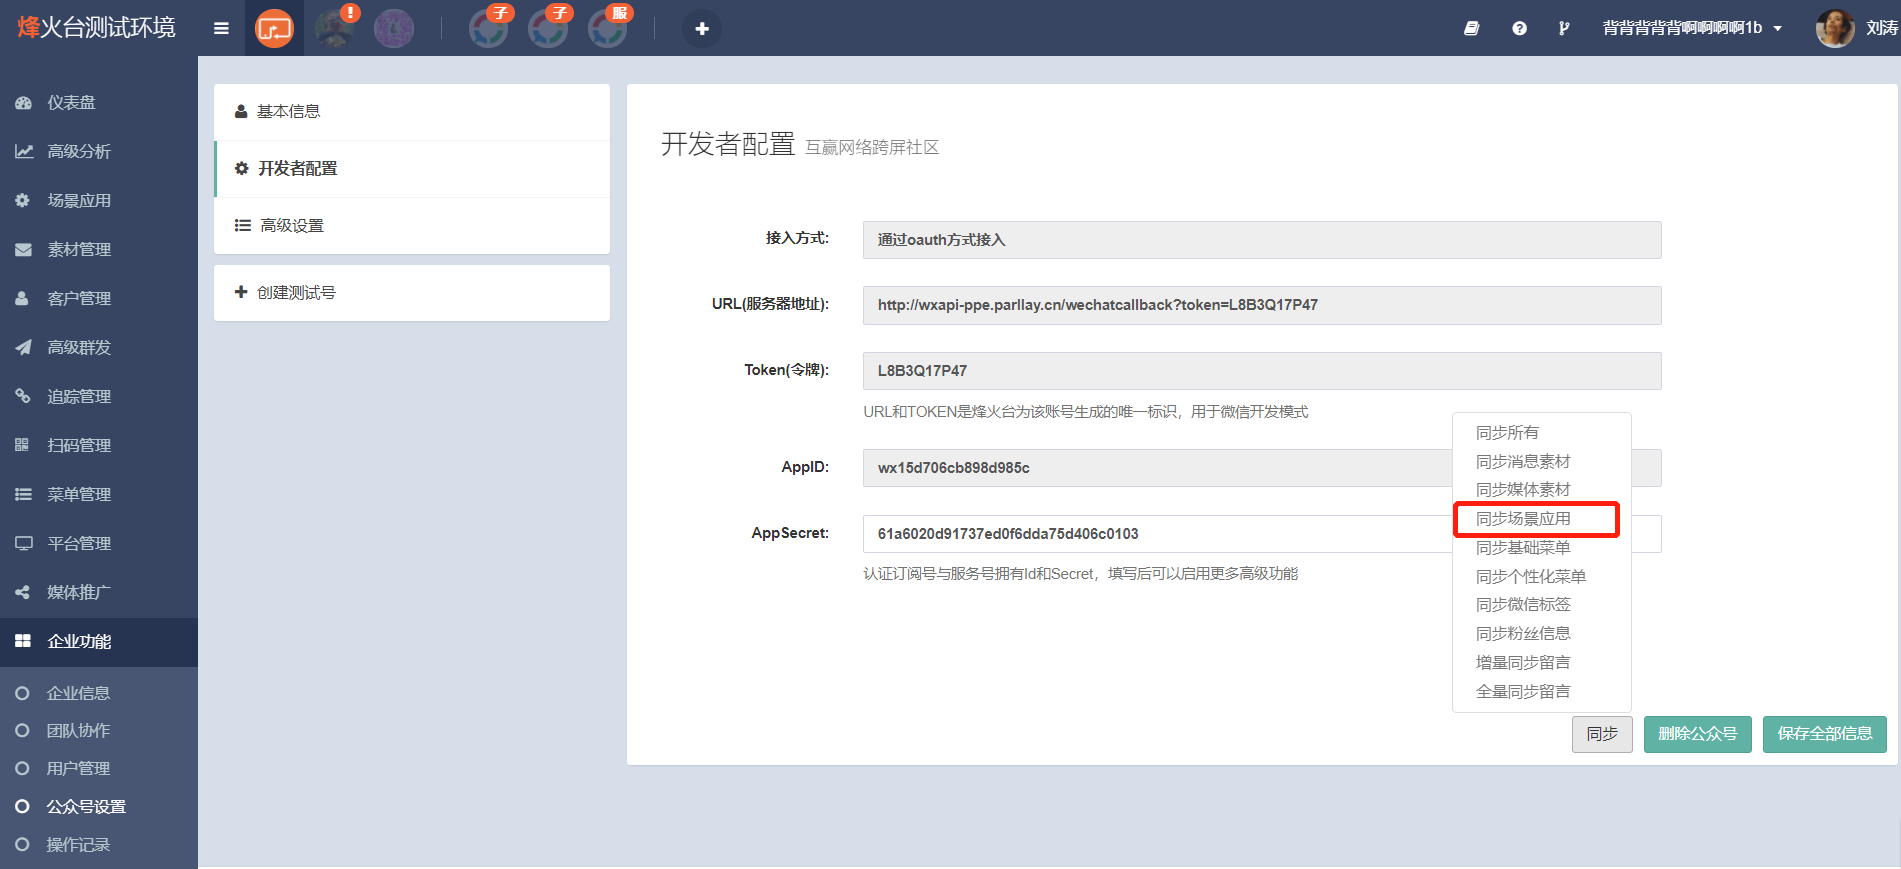 烽火台测试环境
!
子
子
服
背背背背背啊啊啊啊1b
刘涛
仪表盘
高级分析
场景应用
素材管理
客户管理
高级群发
追踪管理
扫码管理
菜单管理
平台管理
媒体推广
企业功能
企业信息
团队协作
用户管理
公众号设置
操作记录
基本信息
开发者配置
高级设置
创建测试号
开发者配置 互赢网络跨屏社区
接入方式: 通过oauth方式接入
URL(服务器地址): http://wxapi-ppe.parllay.cn/wechatcallback?token=L8B3Q17P47
Token(令牌): L8B3Q17P47
URL和TOKEN是烽火台为该账号生成的唯一标识，用于微信开发模式
AppID: wx15d706cb898d985c
AppSecret: 61a6020d91737ed0f6dda75d406c0103
认证订阅号与服务号拥有Id和Secret，填写后可以启用更多高级功能
同步所有
同步消息素材
同步媒体素材
同步场景应用
同步基础菜单
同步个性化菜单
同步微信标签
同步粉丝信息
增量同步留言
全量同步留言
同步
删除公众号
保存全部信息